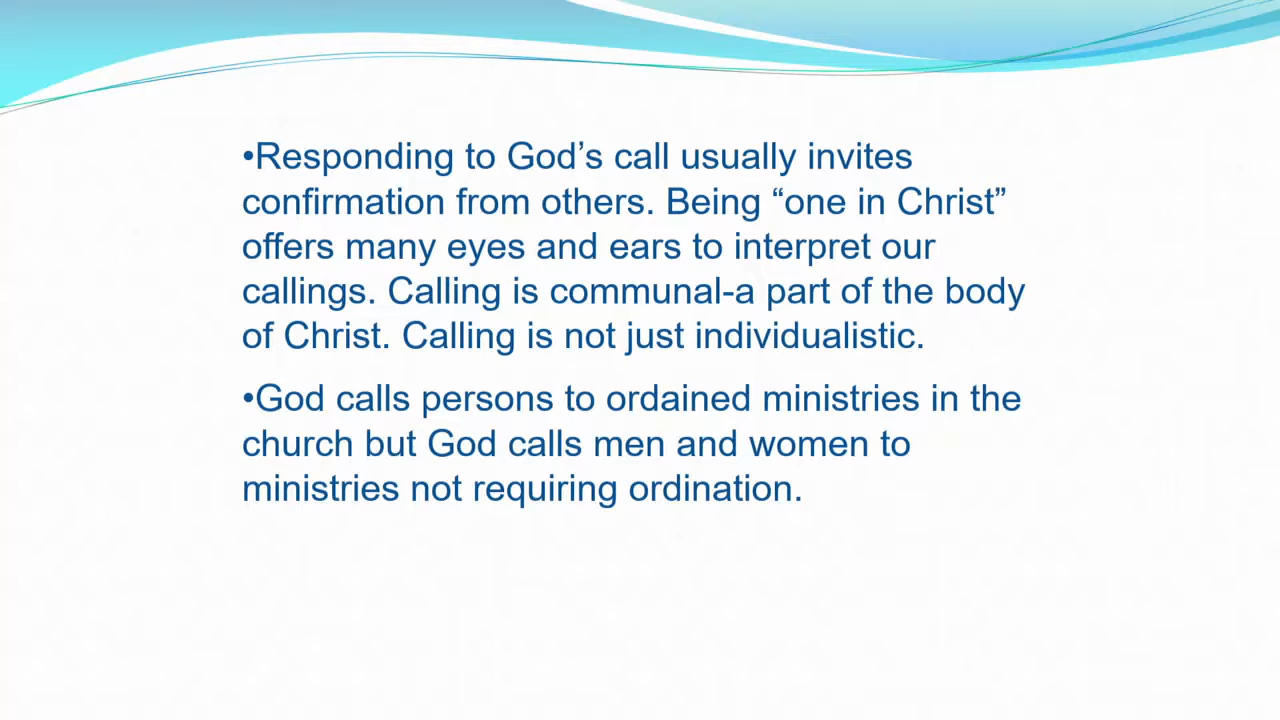 •Responding to God’s call usually invites
confirmation from others. Being “one in Christ”
offers many eyes and ears to interpret our
callings. Calling is communal-a part of the body
of Christ. Calling is not just individualistic.
•God calls persons to ordained ministries in the
church but God calls men and women to
ministries not requiring ordination.